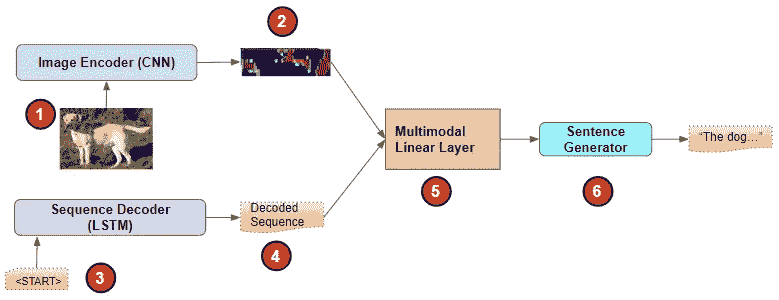 2
Image Encoder (CNN)
1
Multimodal
Linear Layer
Sentence
Generator
"The dog..."
5
6
Sequence Decoder
(LSTM)
Decoded
Sequence
<START>
3
4